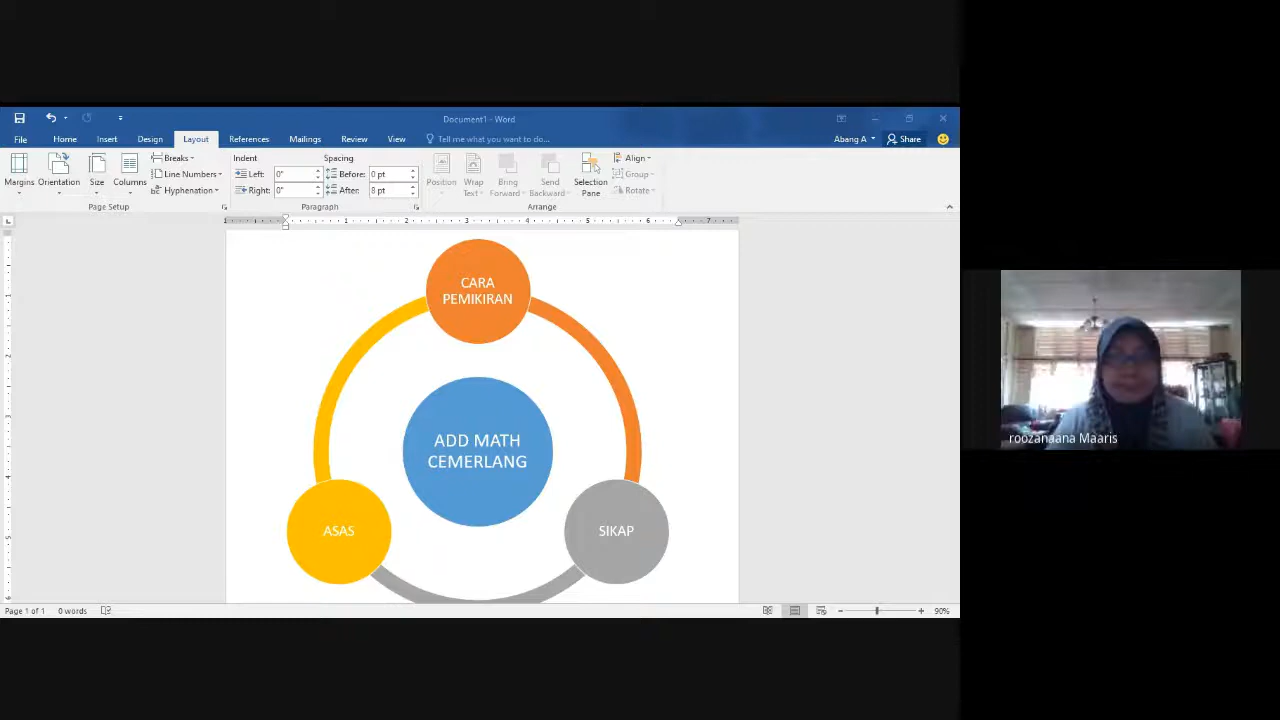 Document1 - Word
Abang A
Share
File
Home
Insert
Design
Layout
References
Mailings
Review
View
Tell me what you want to do...
Margins
Orientation
Size
Columns
Breaks
Line Numbers
Hyphenation
Page Setup
Indent
Left: 0"
Right: 0"
Spacing
Before: 0 pt
After: 8 pt
Paragraph
Position
Wrap
Text
Bring
Forward
Send
Backward
Selection
Pane
Align
Group
Rotate
Arrange
CARA
PEMIKIRAN
ADD MATH
CEMERLANG
ASAS
SIKAP
roozanaana Maaris
Page 1 of 1
0 words
90%